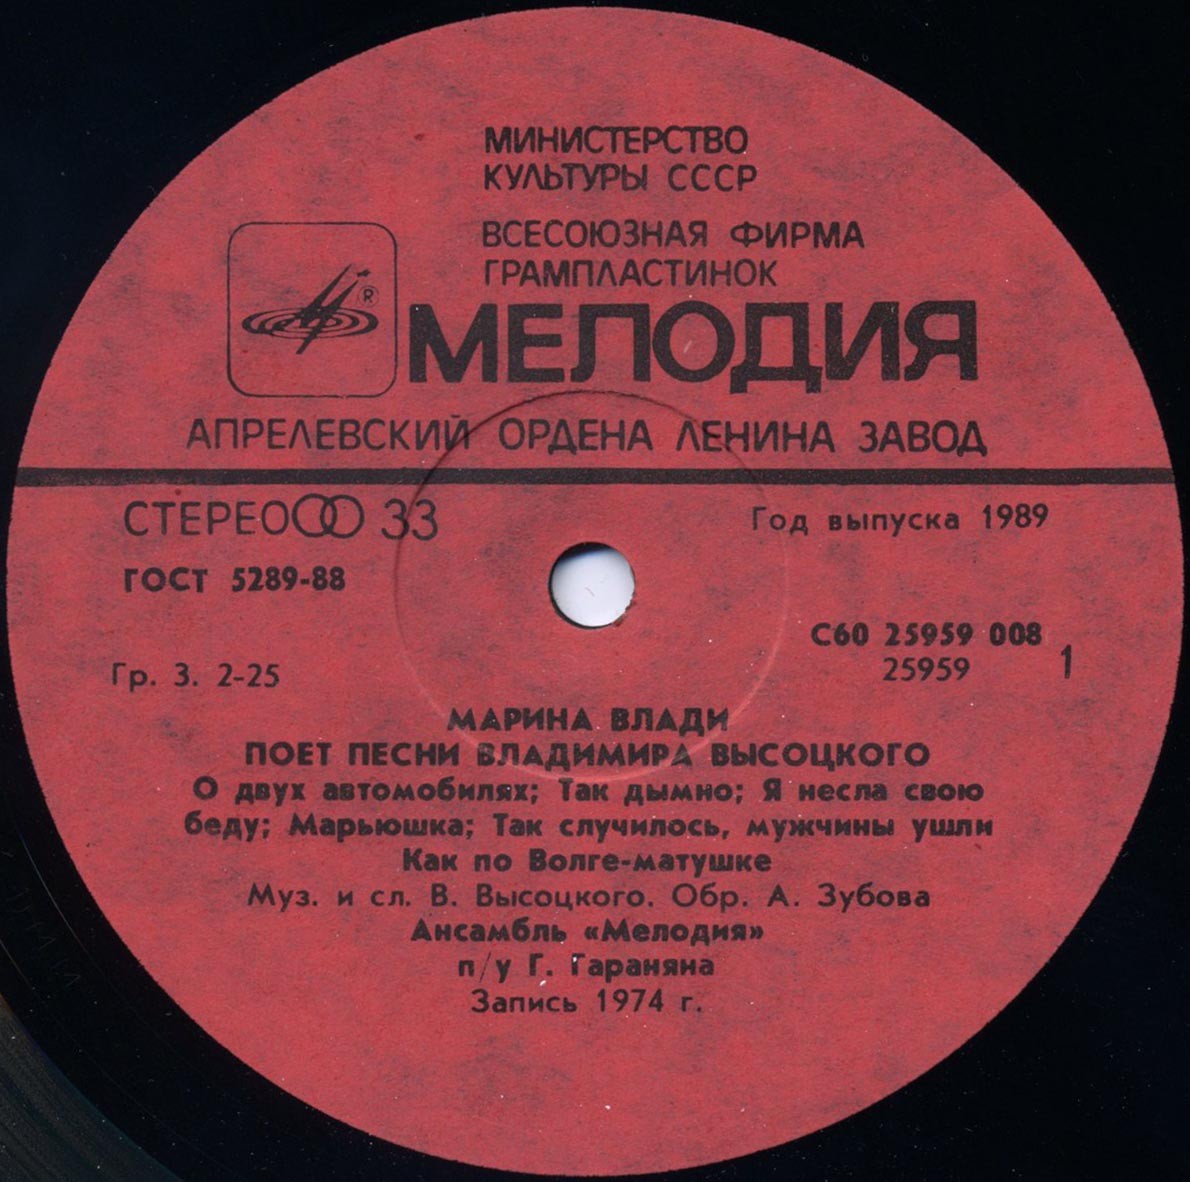 МИНИСТЕРСТВО
КУЛЬТУРЫ СССР
ВСЕСОЮЗНАЯ ФИРМА
ГРАМПЛАСТИНОК
®
МЕЛОДИЯ
АПРЕЛЕВСКИЙ ОРДЕНА ЛЕНИНА ЗАВОД
СТЕРЕО 33
Год выпуска 1989
ГОСТ 5289-88
С60 25959 008
25959
1
Гр. 3. 2-25
МАРИНА ВЛАДИ
ПОЕТ ПЕСНИ ВЛАДИМИРА ВЫСОЦКОГО
О двух автомобилях; Так дымно; Я несла свою
беду; Марьюшка; Так случилось, мужчины ушли
Как по Волге-матушке
Муз. и сл. В. Высоцкого. Обр. А. Зубова
Ансамбль «Мелодия»
п/у Г. Гараняна
Запись 1974 г.